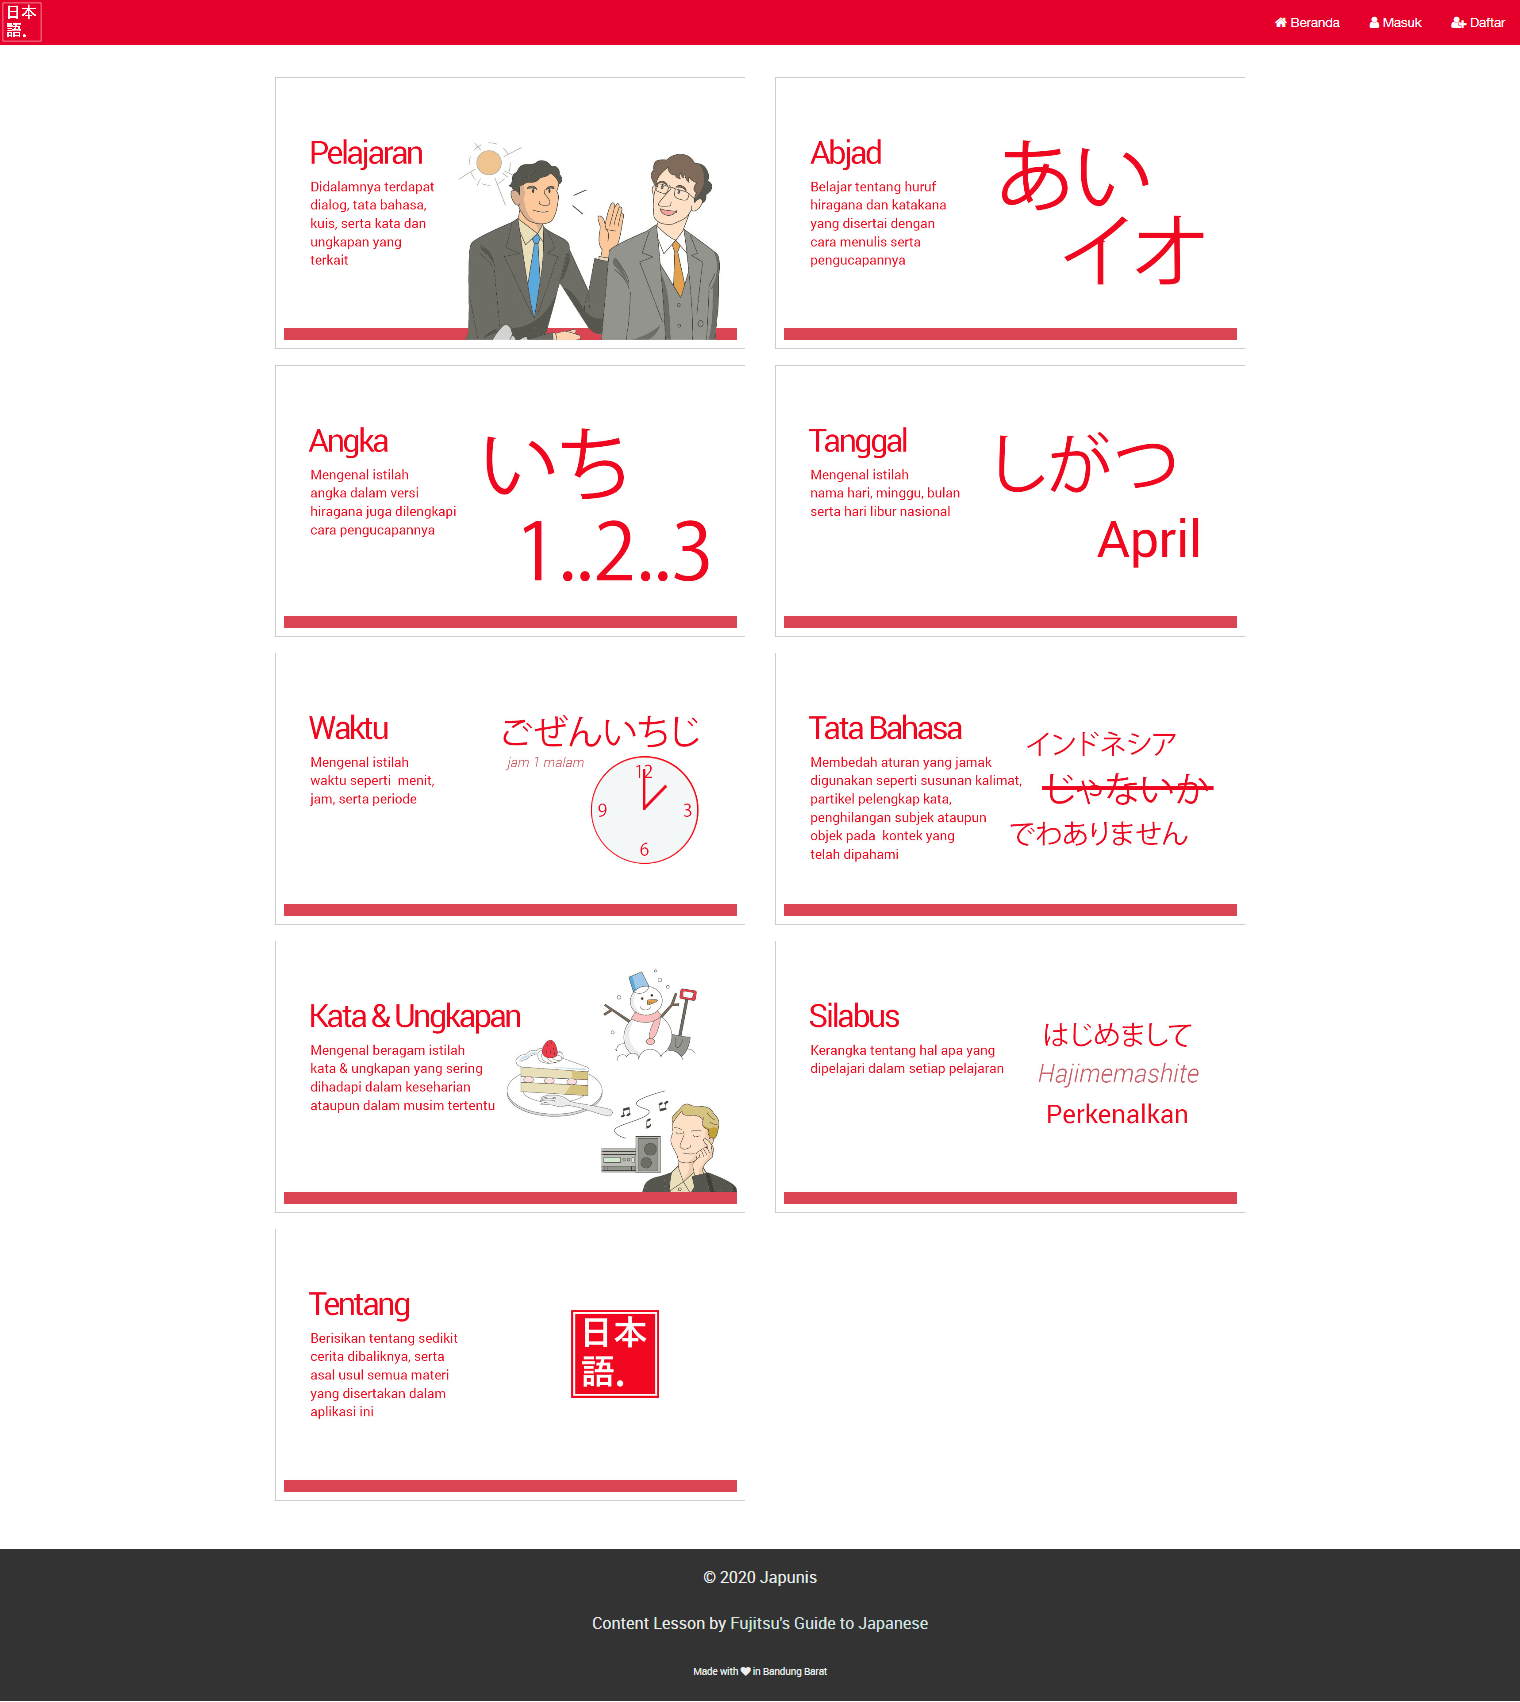 日本
語.
Beranda
Masuk
Daftar
Pelajaran
Didalamnya terdapat
dialog, tata bahasa,
kuis, serta kata dan
ungkapan yang
terkait
Abjad
Belajar tentang huruf
hiragana dan katakana
yang disertai dengan
cara menulis serta
pengucapannya
あい
イオ
Angka
Mengenal istilah
angka dalam versi
hiragana juga dilengkapi
cara pengucapannya
いち
1..2..3
Tanggal
Mengenal istilah
nama hari, minggu, bulan
serta hari libur nasional
しがつ
April
Waktu
Mengenal istilah
waktu seperti  menit,
jam, serta periode
ごぜんいちじ
jam 1 malam
12
9
3
6
Tata Bahasa
Membedah aturan yang jamak
digunakan seperti susunan kalimat,
partikel pelengkap kata,
penghilangan subjek ataupun
objek pada  kontek yang
telah dipahami
インドネシア
じゃないか
でわありません
Kata & Ungkapan
Mengenal beragam istilah
kata & ungkapan yang sering
dihadapi dalam keseharian
ataupun dalam musim tertentu
Silabus
Kerangka tentang hal apa yang
dipelajari dalam setiap pelajaran
はじめまして
Hajimemashite
Perkenalkan
Tentang
Berisikan tentang sedikit
cerita dibaliknya, serta
asal usul semua materi
yang disertakan dalam
aplikasi ini
日本
語.
© 2020 Japunis
Content Lesson by Fujitsu's Guide to Japanese
Made with ♥ in Bandung Barat